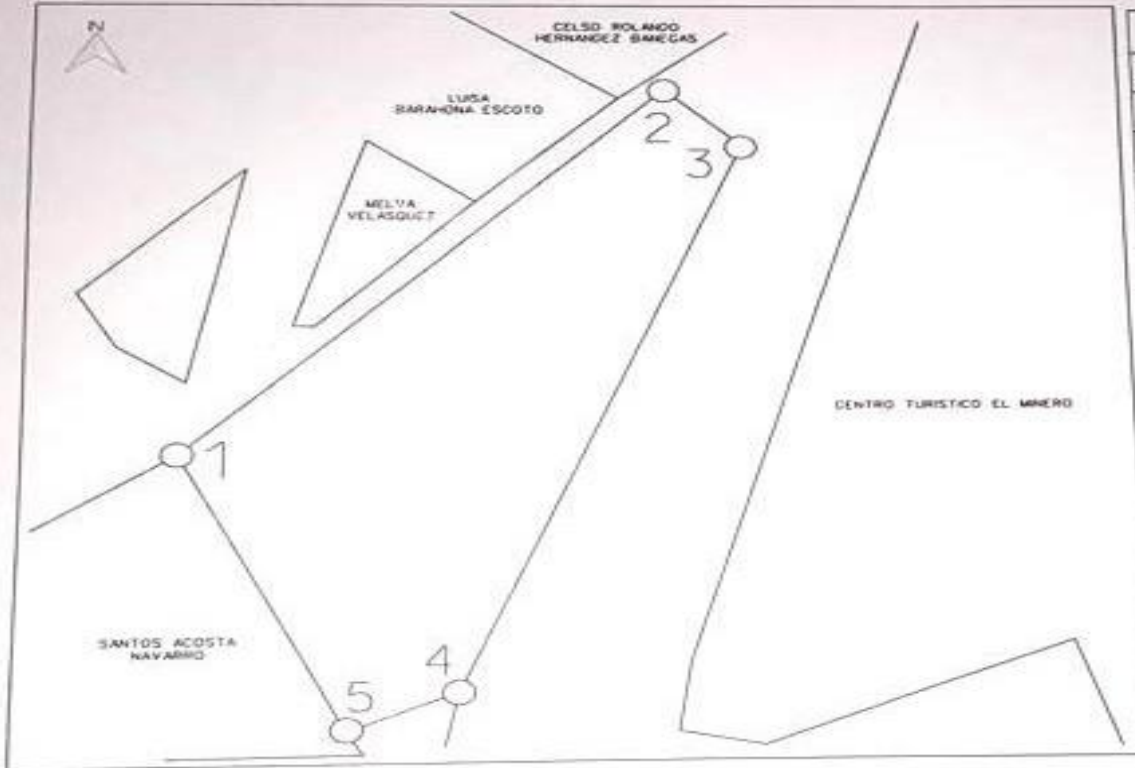 N
CELSO ROLANDO
HERNANDEZ BANEGAS
LUISA
BARAHONA ESCOTO
2
3
MELVA
VELASQUEZ
CENTRO TURISTICO EL MINERO
1
SANTOS ACOSTA
NAVARRO
4
5